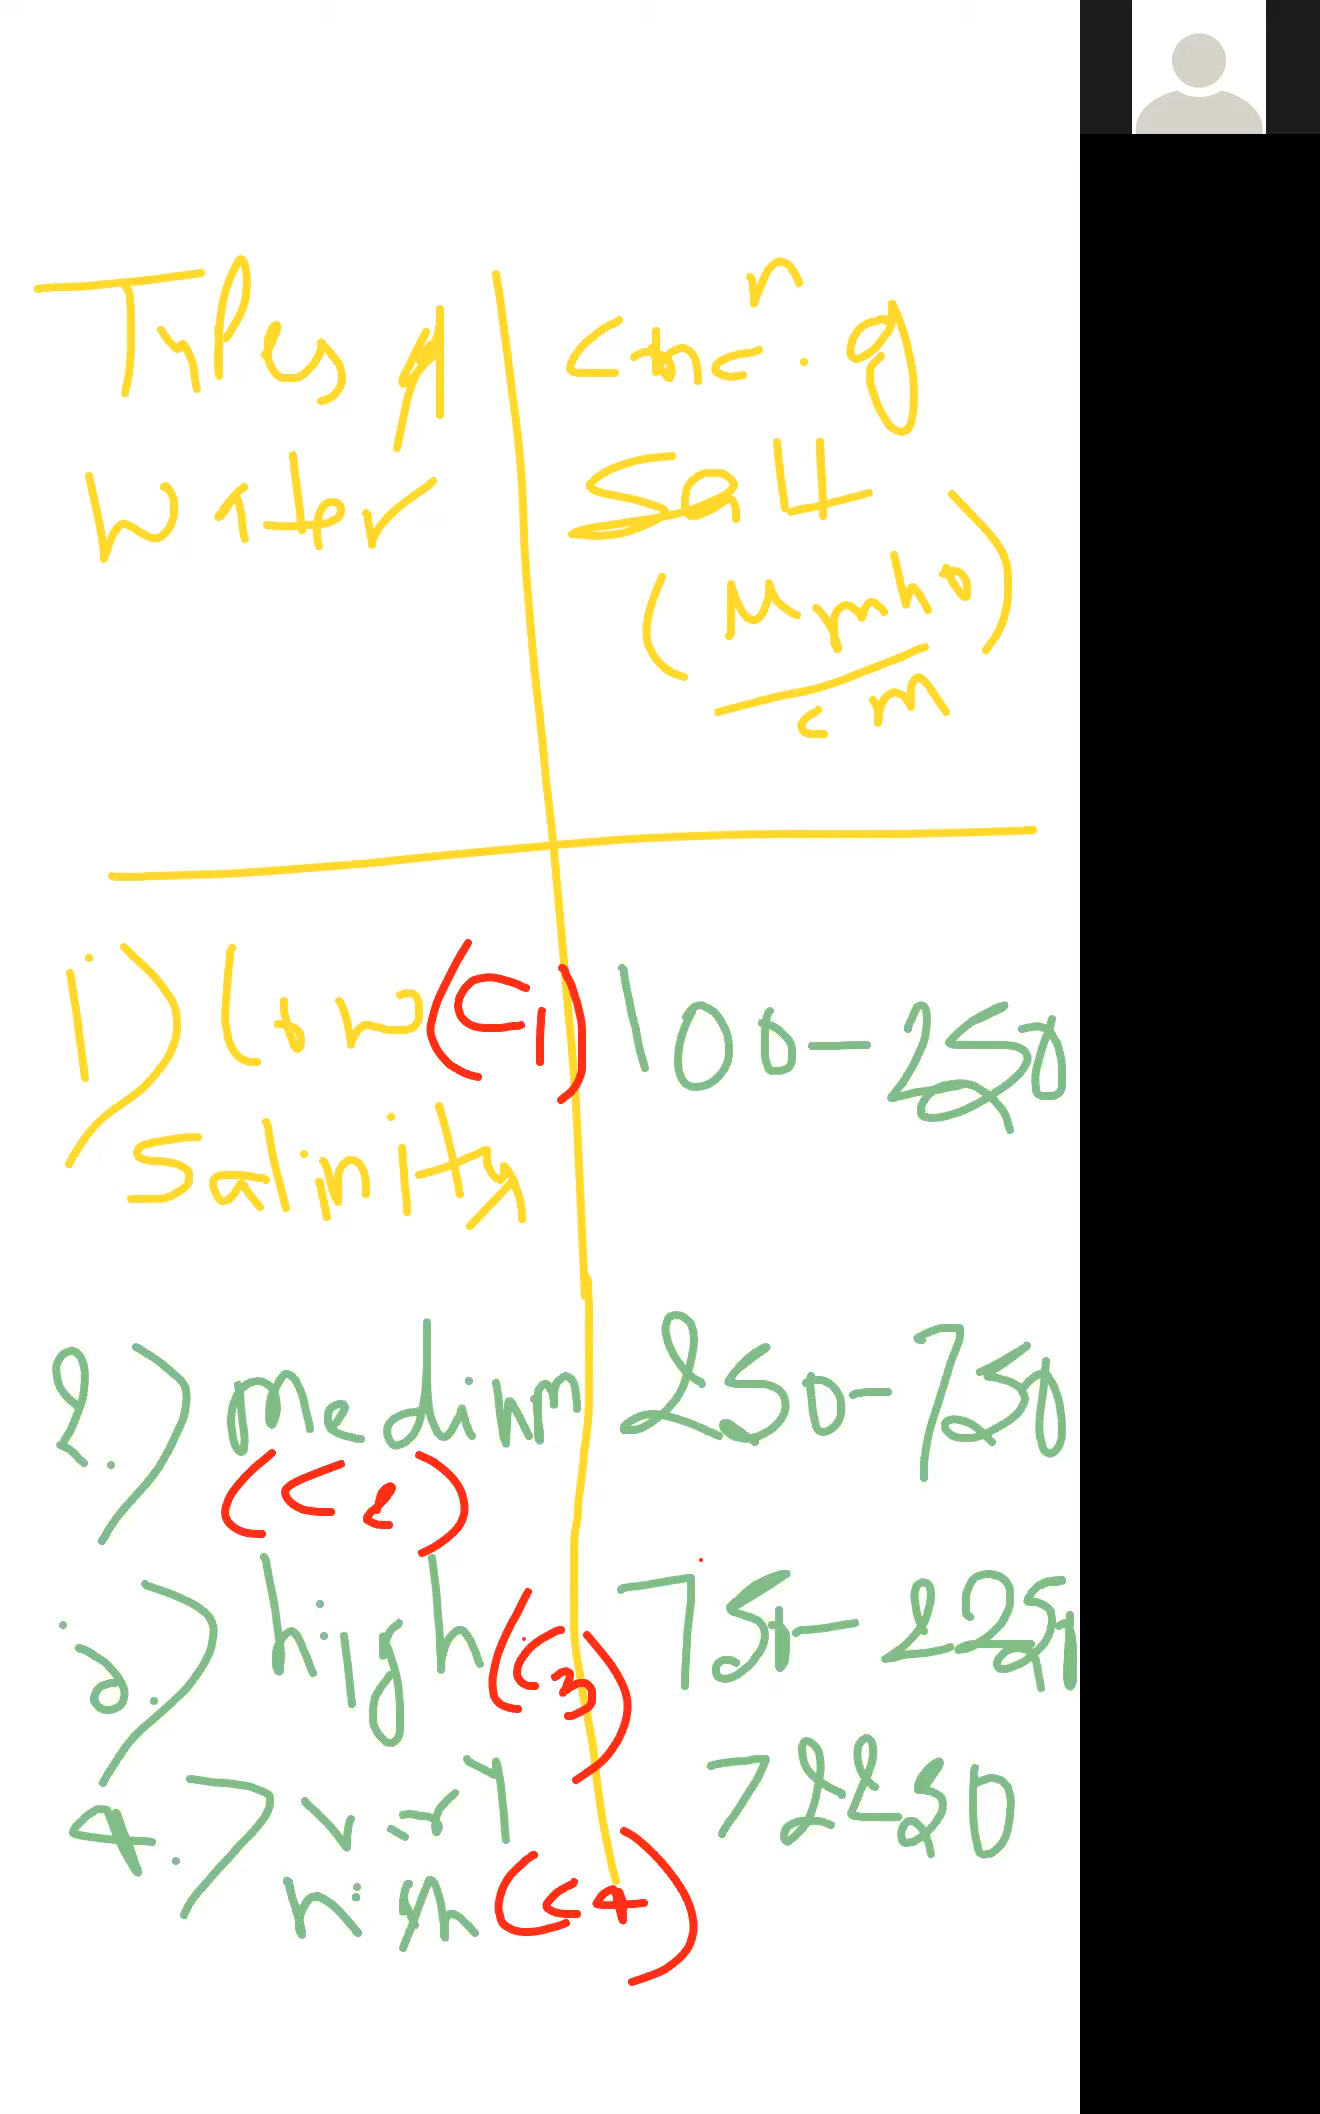 Types of
water
concn. of
salt
(μmho/cm)
1.) Low (C1) 100-250
salinity
2.) Medium 250-750
(C2)
3.) high (C3) 750-2250
4.) very >2250
high (C4)